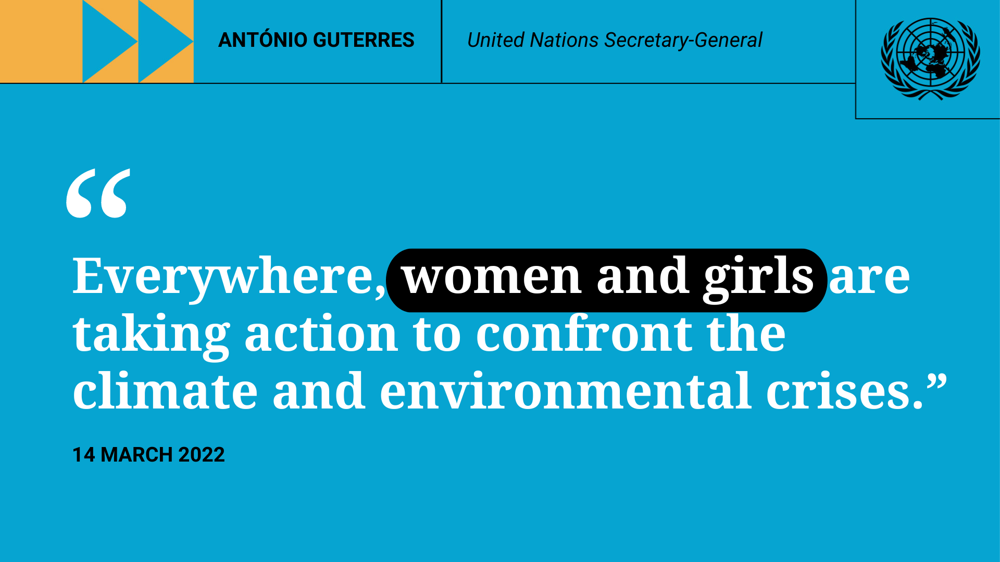 ANTÓNIO GUTERRES
United Nations Secretary-General
“
Everywhere, women and girls are
taking action to confront the
climate and environmental crises.”
14 MARCH 2022